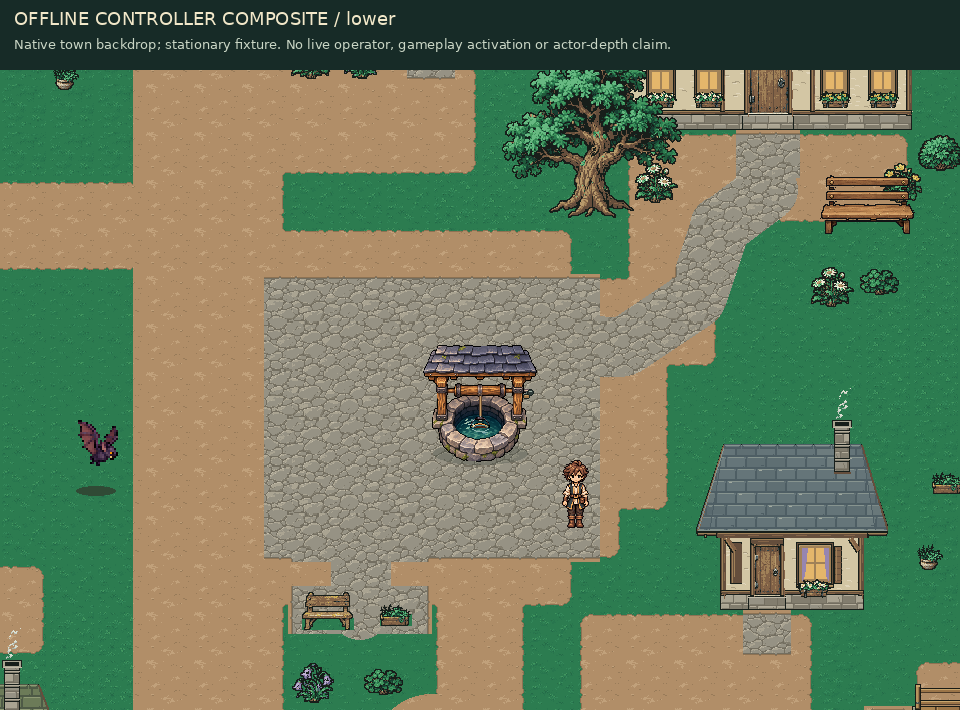 OFFLINE CONTROLLER COMPOSITE / lower
Native town backdrop; stationary fixture. No live operator, gameplay activation or actor-depth claim.